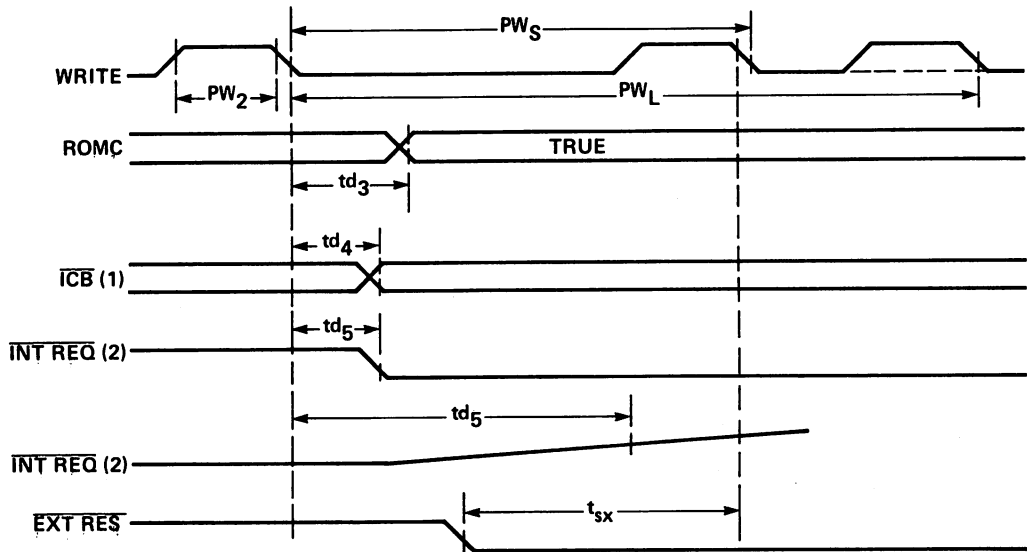 PWS
WRITE
PW2
PWL
ROMC
TRUE
td3
td4
ICB (1)
td5
INT REQ (2)
td5
INT REQ (2)
tsx
EXT RES